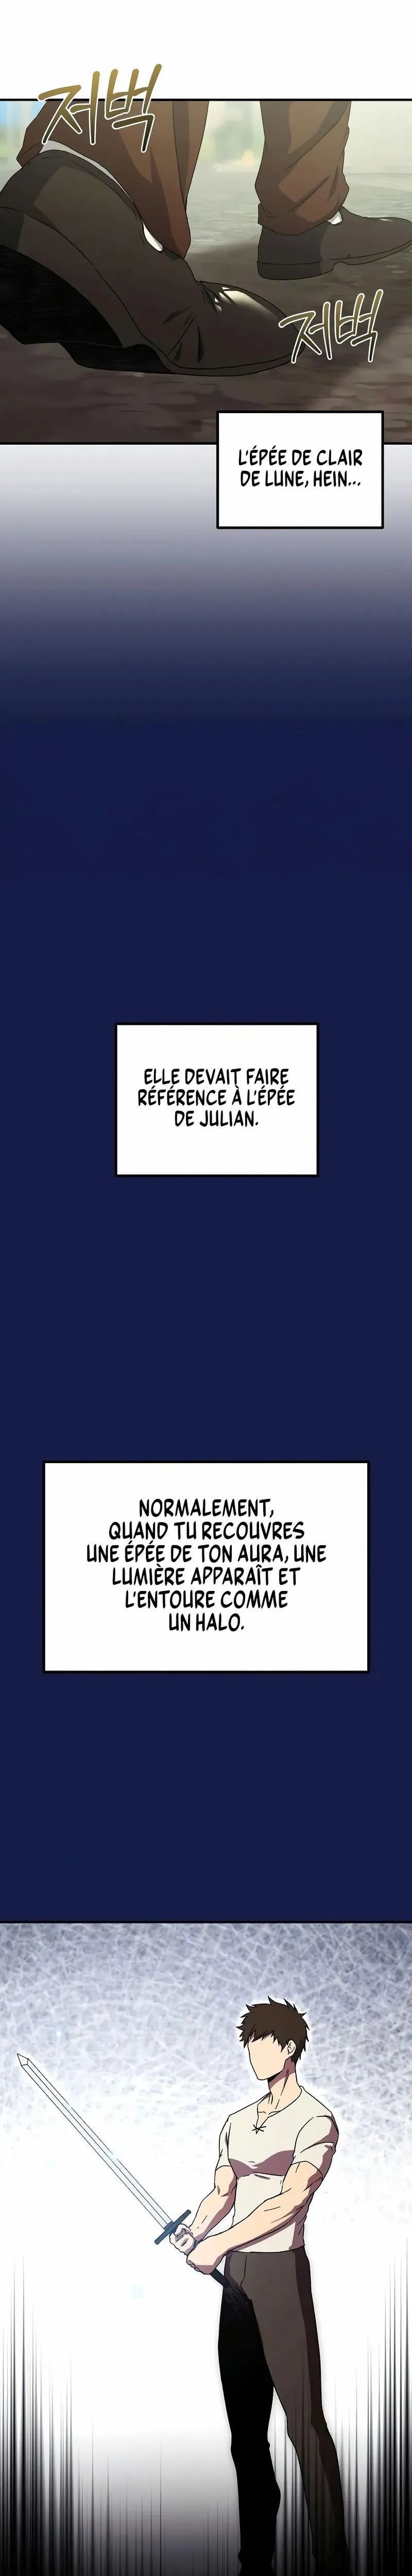 저벅
저벅
L'ÉPÉE DE CLAIR
DE LUNE, HEIN...
ELLE DEVAIT FAIRE
RÉFÉRENCE À L'ÉPÉE
DE JULIAN.
NORMALEMENT,
QUAND TU RECOUVRES
UNE ÉPÉE DE TON AURA, UNE
LUMIÈRE APPARAÎT ET
L'ENTOURE COMME
UN HALO.